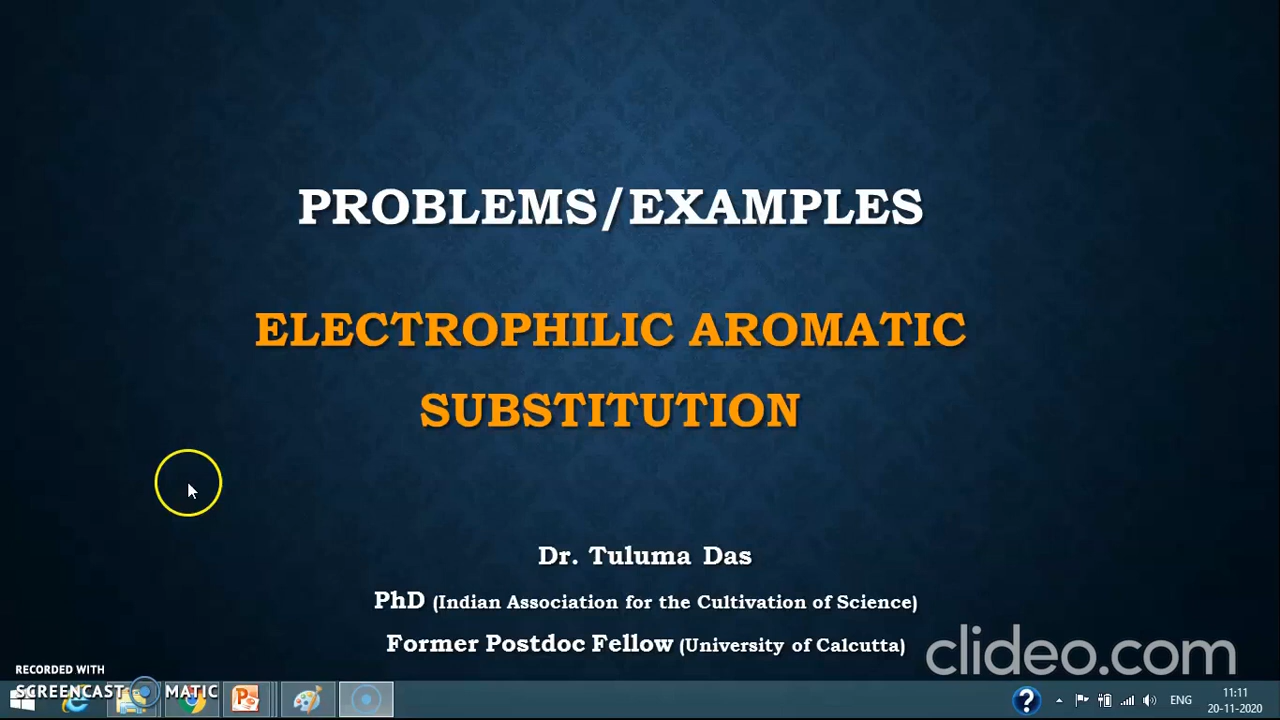 PROBLEMS/EXAMPLES
ELECTROPHILIC AROMATIC
SUBSTITUTION
Dr. Tuluma Das
PhD (Indian Association for the Cultivation of Science)
Former Postdoc Fellow (University of Calcutta)
clideo.com
RECORDED WITH
SCREENCAST MATIC
ENG
11:11
20-11-2020